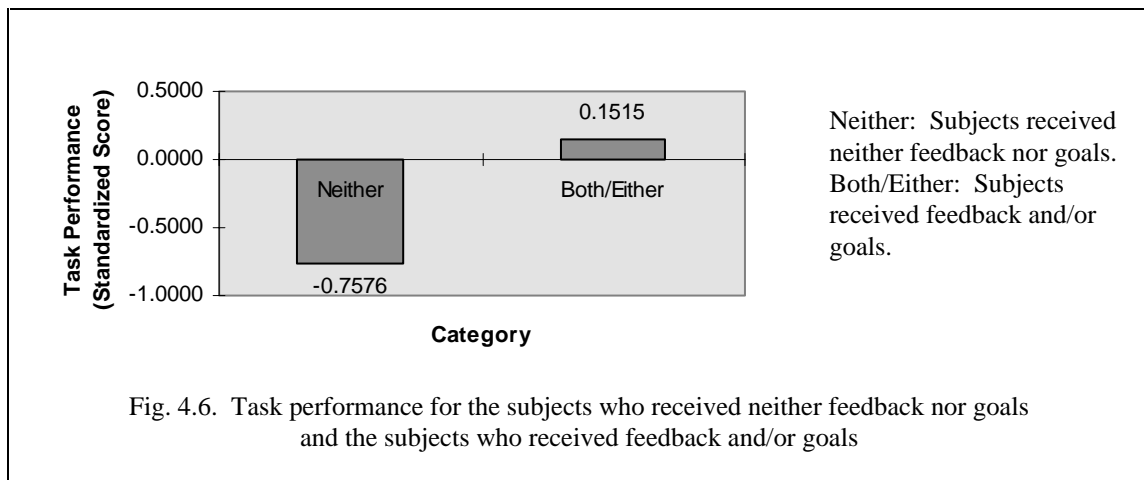 Task Performance
(Standardized Score)
0.5000
0.0000
-0.5000
-1.0000
0.1515
Neither
Both/Either
-0.7576
Category
Neither: Subjects received
neither feedback nor goals.
Both/Either: Subjects
received feedback and/or
goals.
Fig. 4.6. Task performance for the subjects who received neither feedback nor goals
and the subjects who received feedback and/or goals